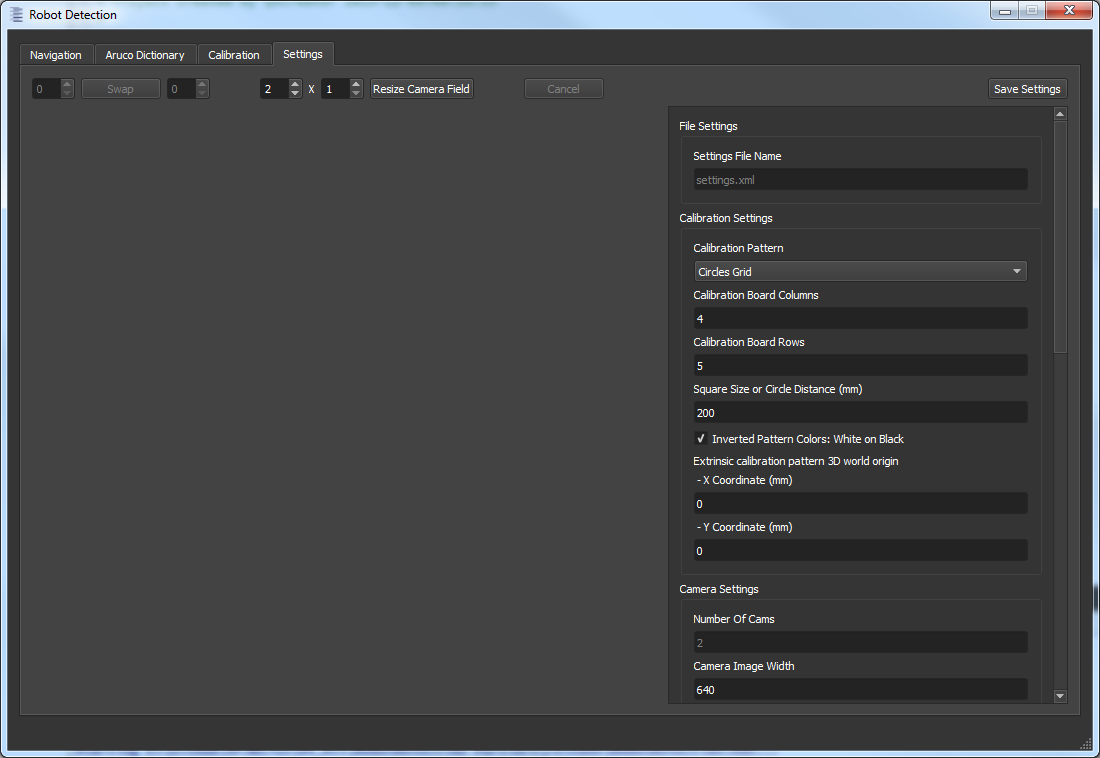 Robot Detection
Navigation Aruco Dictionary Calibration Settings
0 Swap 0 2 X 1 Resize Camera Field Cancel Save Settings
File Settings
Settings File Name
settings.xml
Calibration Settings
Calibration Pattern
Circles Grid
Calibration Board Columns
4
Calibration Board Rows
5
Square Size or Circle Distance (mm)
200
Inverted Pattern Colors: White on Black
Extrinsic calibration pattern 3D world origin
- X Coordinate (mm)
0
- Y Coordinate (mm)
0
Camera Settings
Number Of Cams
2
Camera Image Width
640